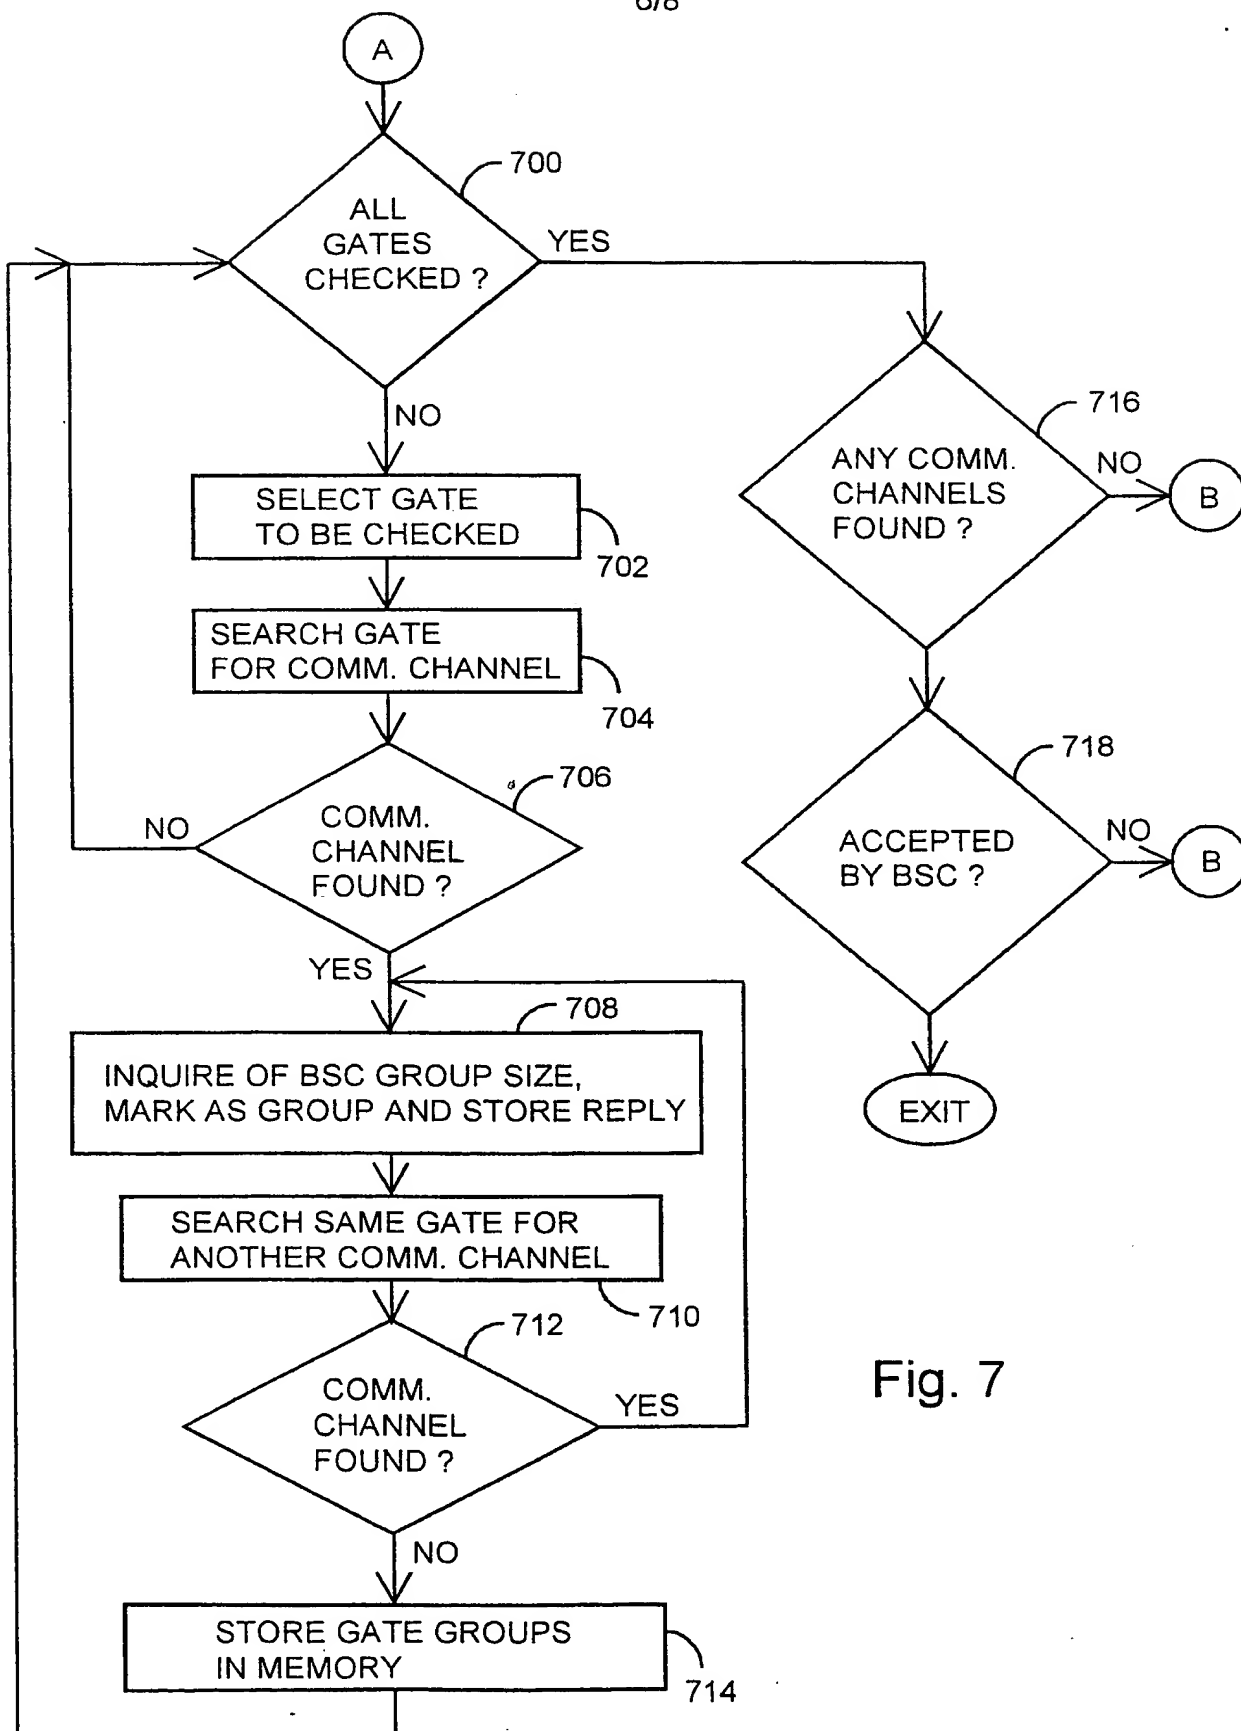 6/8
A
700
ALL
GATES
CHECKED ?
YES
NO
716
ANY COMM.
CHANNELS
FOUND ?
NO
B
SELECT GATE
TO BE CHECKED
702
SEARCH GATE
FOR COMM. CHANNEL
704
718
ACCEPTED
BY BSC ?
NO
B
706
COMM.
CHANNEL
FOUND ?
NO
YES
EXIT
708
INQUIRE OF BSC GROUP SIZE,
MARK AS GROUP AND STORE REPLY
SEARCH SAME GATE FOR
ANOTHER COMM. CHANNEL
710
712
COMM.
CHANNEL
FOUND ?
YES
NO
Fig. 7
STORE GATE GROUPS
IN MEMORY
714